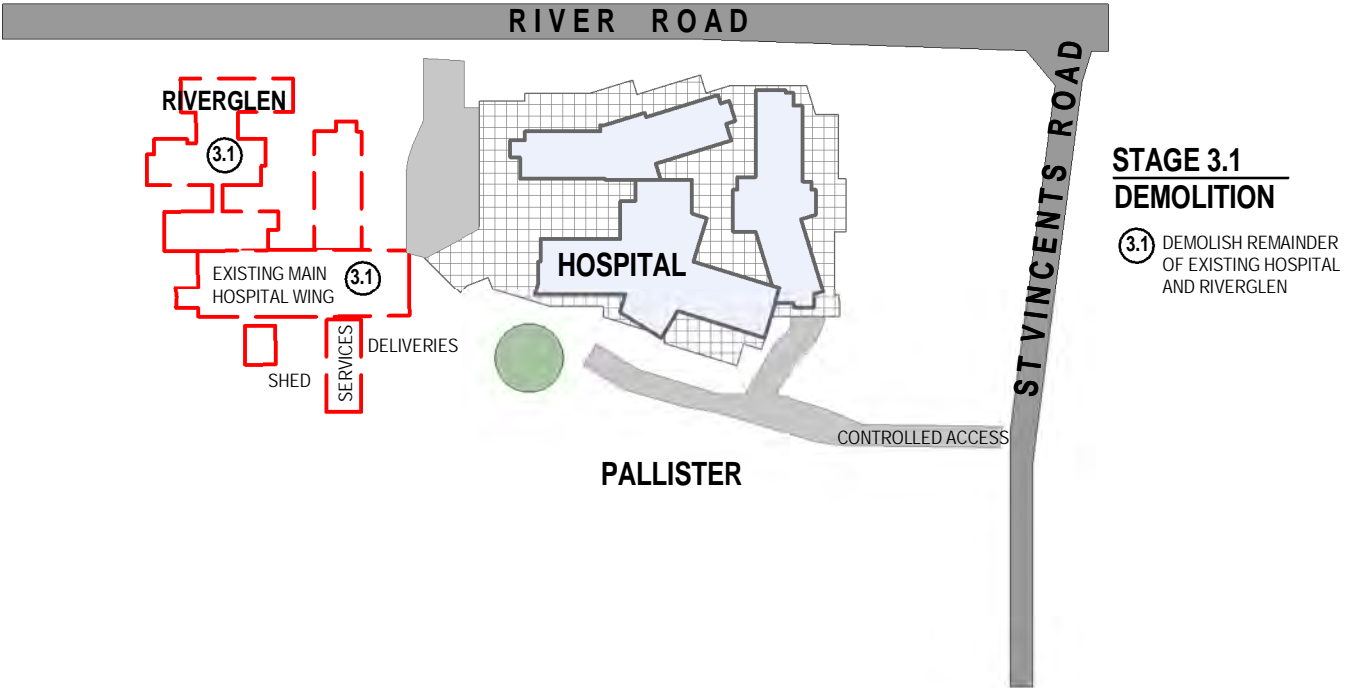 RIVER ROAD
RIVERGLEN
3.1
EXISTING MAIN
HOSPITAL WING
3.1
SERVICES
DELIVERIES
SHED
HOSPITAL
PALLISTER
CONTROLLED ACCESS
ST VINCENTS ROAD
STAGE 3.1
DEMOLITION
3.1 DEMOLISH REMAINDER
OF EXISTING HOSPITAL
AND RIVERGLEN